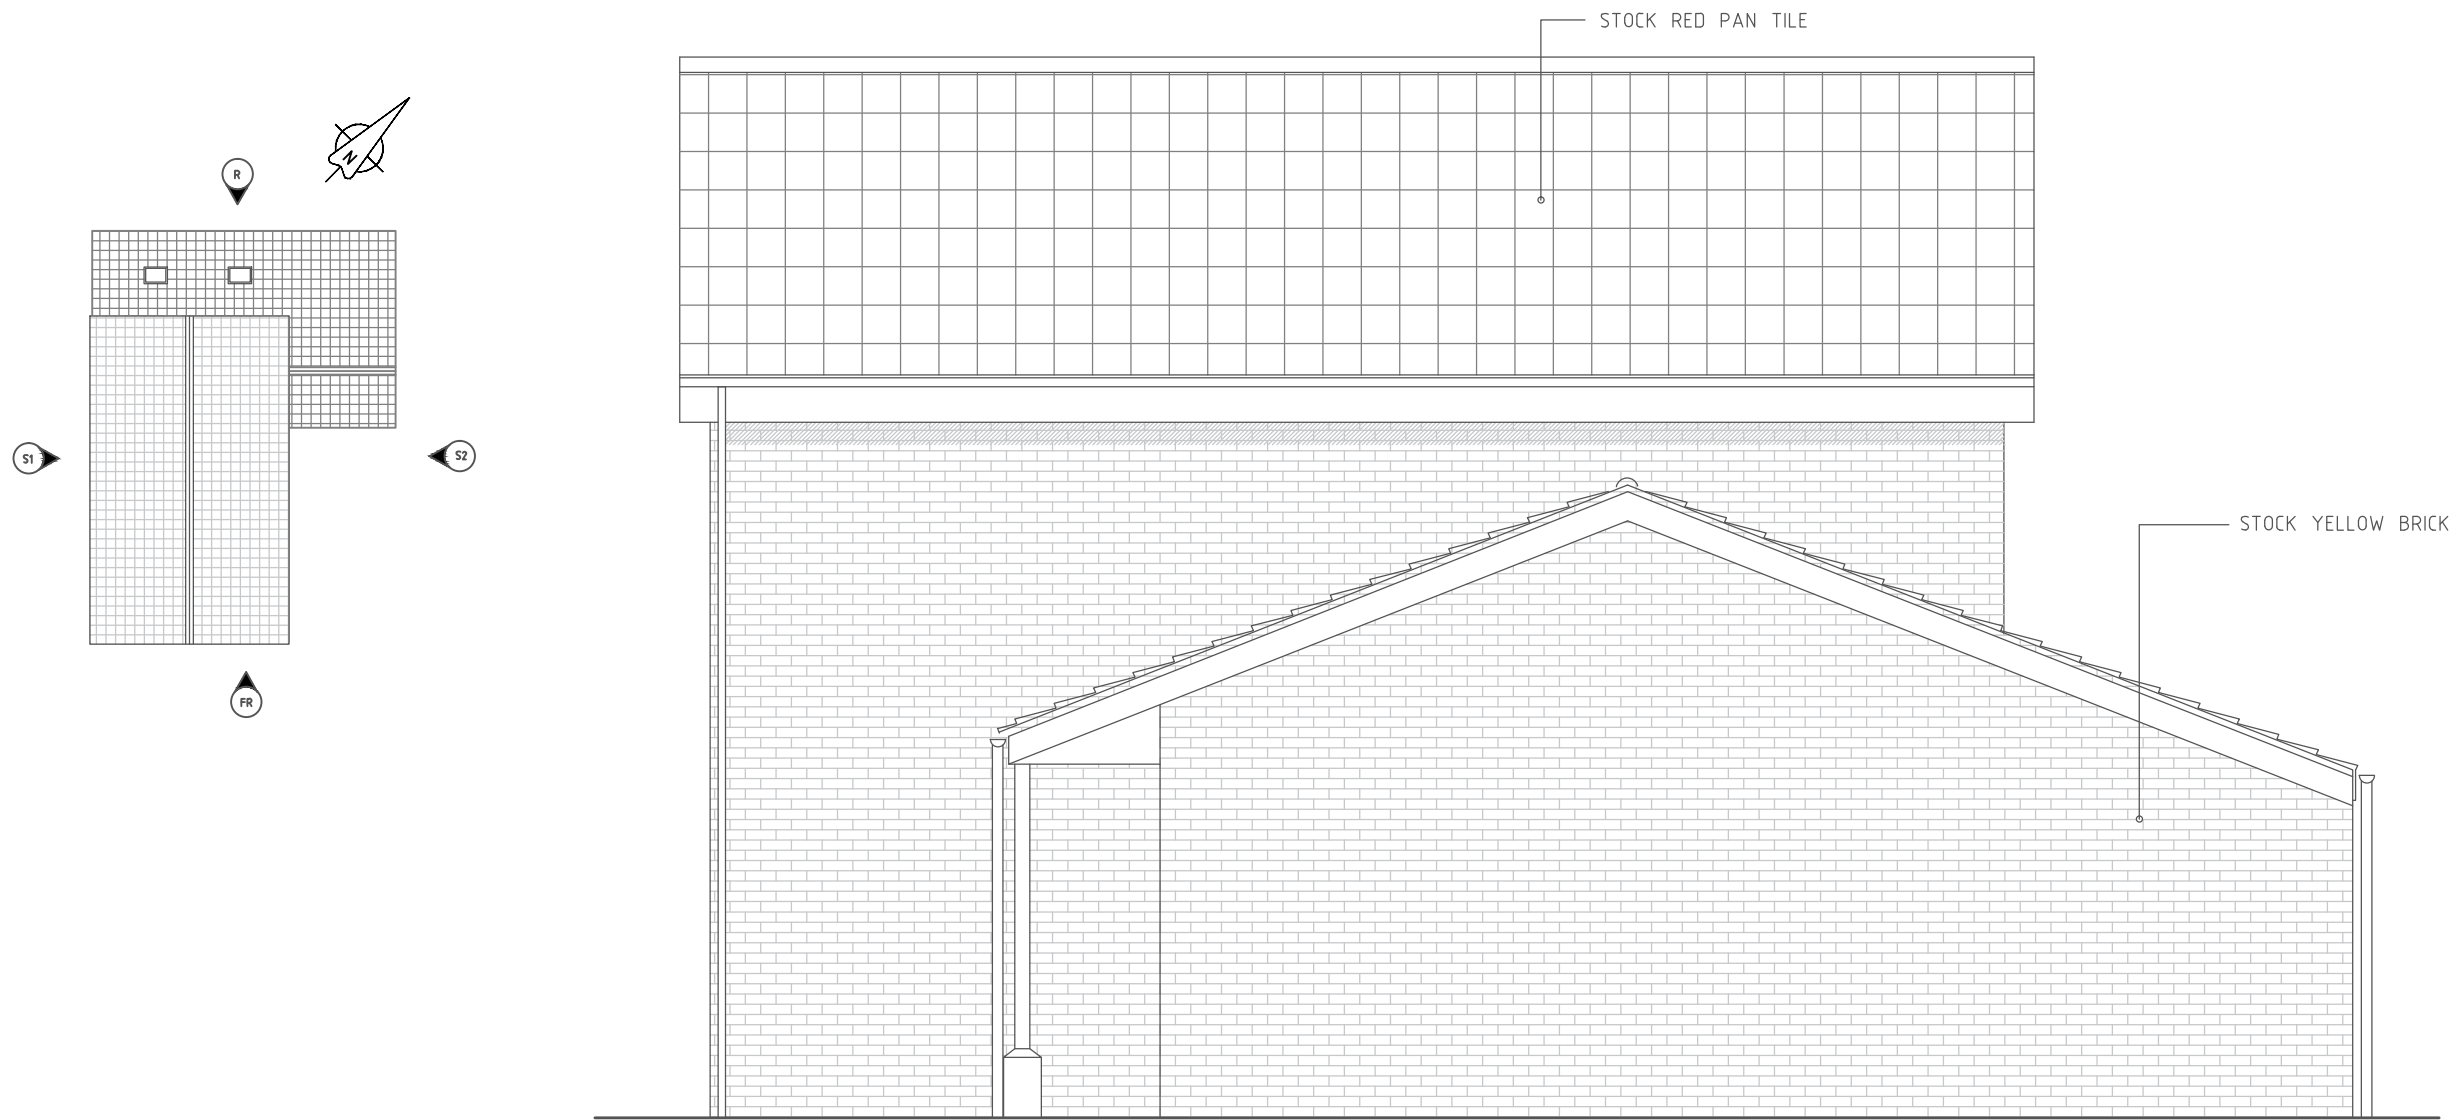 STOCK RED PAN TILE
N
R
S1
S2
STOCK YELLOW BRICK
FR